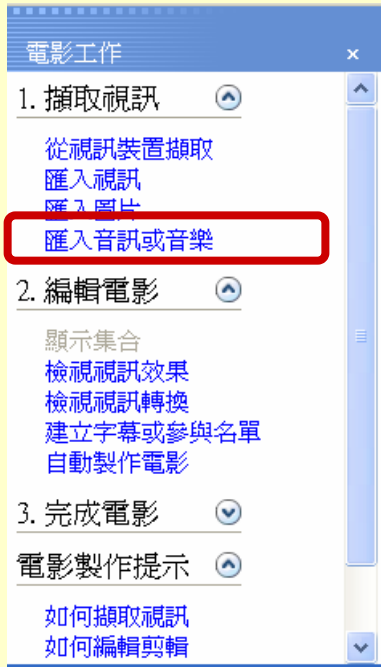 電影工作
1. 擷取視訊
從視訊裝置擷取
匯入視訊
匯入圖片
匯入音訊或音樂
2. 編輯電影
顯示集合
檢視視訊效果
檢視視訊轉換
建立字幕或參與名單
自動製作電影
3. 完成電影
電影製作提示
如何擷取視訊
如何編輯剪輯